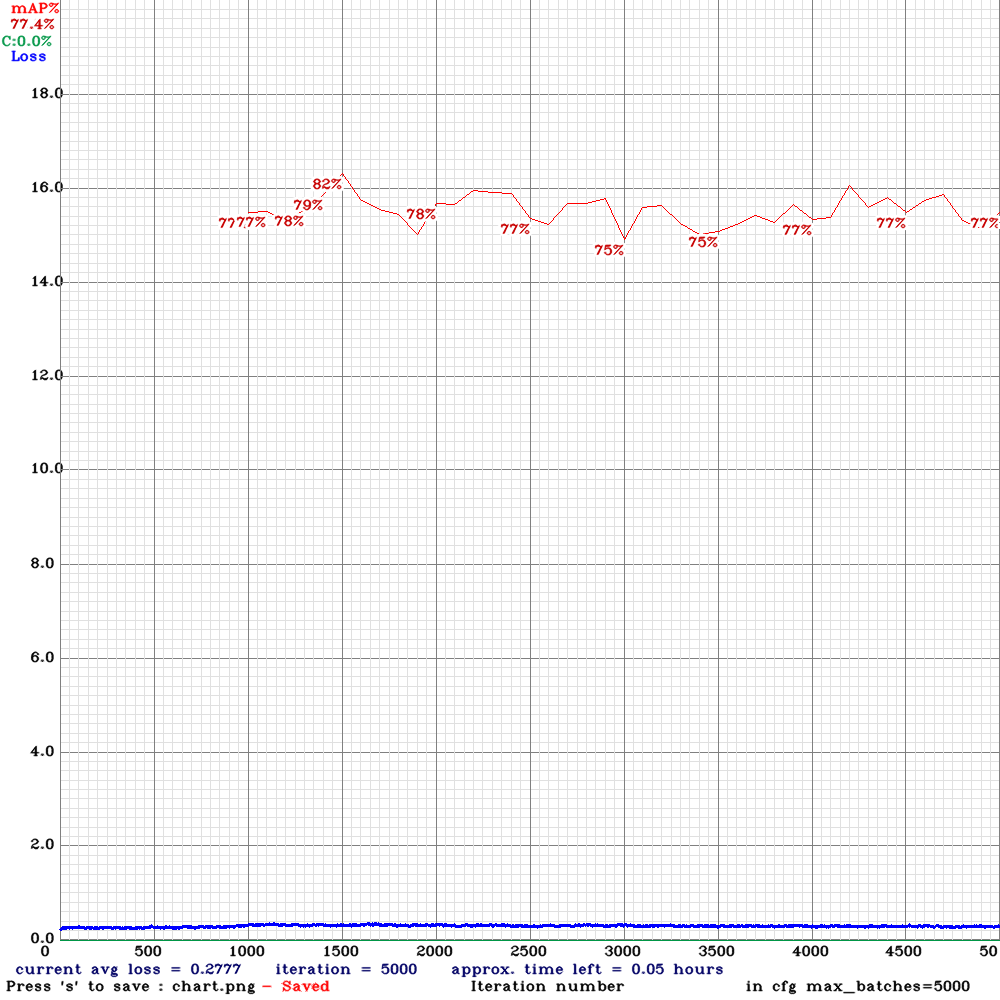 mAP%
77.4%
C:0.0%
Loss
18.0
16.0
82%
79%
7777% 78% 78% 77% 75% 75% 77% 77% 77%
14.0
12.0
10.0
8.0
6.0
4.0
2.0
0.0
0 500 1000 1500 2000 2500 3000 3500 4000 4500 50
current avg loss = 0.2777 iteration = 5000 approx. time left = 0.05 hours
Press 's' to save : chart.png - Saved Iteration number in cfg max_batches=5000